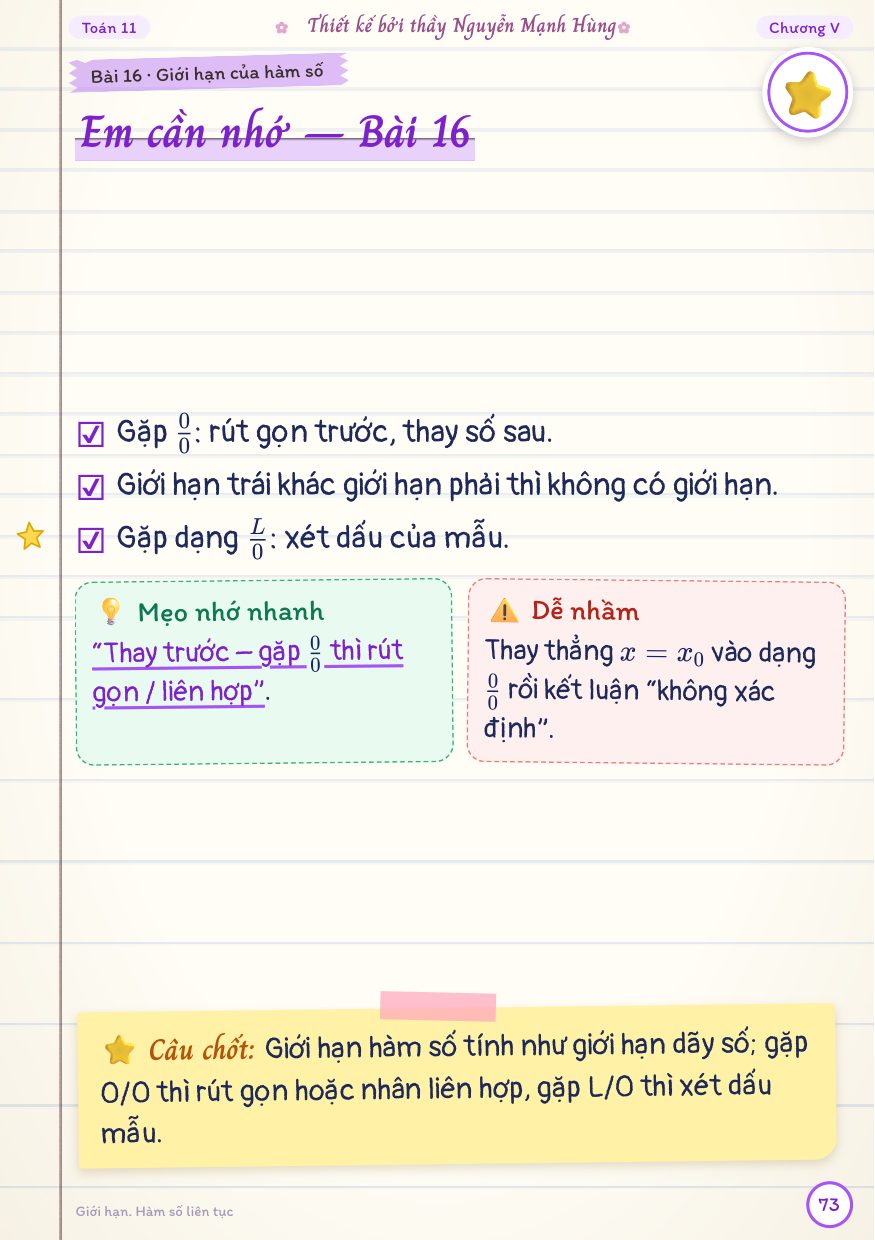 Toán 11
Thiết kế bởi thầy Nguyễn Mạnh Hùng
Chương V
Bài 16 · Giới hạn của hàm số
Em cần nhớ — Bài 16
Gặp 0/0: rút gọn trước, thay số sau.
Giới hạn trái khác giới hạn phải thì không có giới hạn.
Gặp dạng L/0: xét dấu của mẫu.
Mẹo nhớ nhanh
“Thay trước – gặp 0/0 thì rút
gọn / liên hợp”.
Dễ nhầm
Thay thẳng x = x₀ vào dạng
0/0 rồi kết luận “không xác
định”.
Câu chốt: Giới hạn hàm số tính như giới hạn dãy số; gặp
0/0 thì rút gọn hoặc nhân liên hợp, gặp L/0 thì xét dấu
mẫu.
Giới hạn. Hàm số liên tục
73